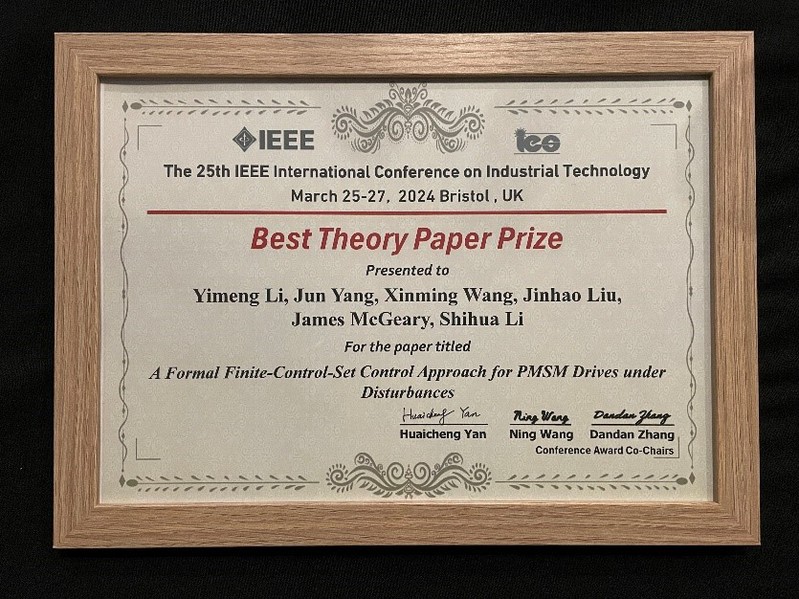 IEEE ies
The 25th IEEE International Conference on Industrial Technology
March 25-27, 2024 Bristol , UK
Best Theory Paper Prize
Presented to
Yimeng Li, Jun Yang, Xinming Wang, Jinhao Liu,
James McGeary, Shihua Li
For the paper titled
A Formal Finite-Control-Set Control Approach for PMSM Drives under
Disturbances
Huaicheng Yan Ning Wang Dandan Zhang
Huaicheng Yan Ning Wang Dandan Zhang
Conference Award Co-Chairs